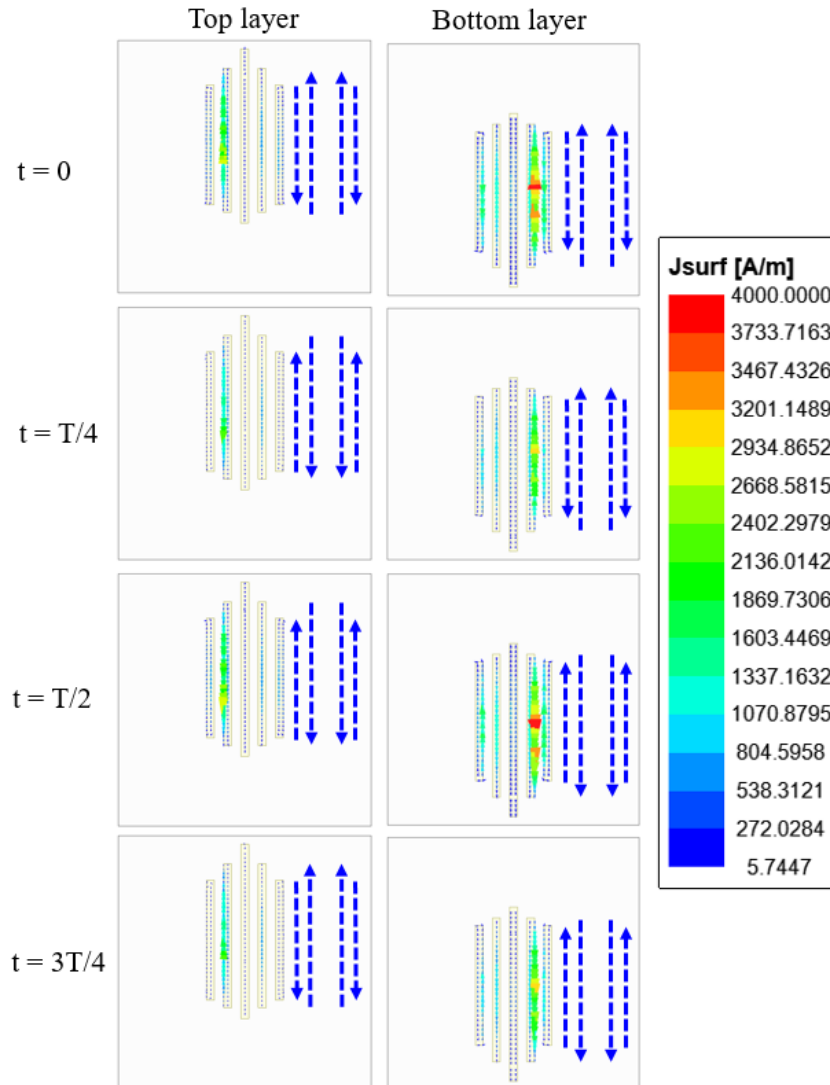 Top layer
Bottom layer
t = 0
t = T/4
t = T/2
t = 3T/4
Jsurf [A/m]
4000.0000
3733.7163
3467.4326
3201.1489
2934.8652
2668.5815
2402.2979
2136.0142
1869.7306
1603.4469
1337.1632
1070.8795
804.5958
538.3121
272.0284
5.7447